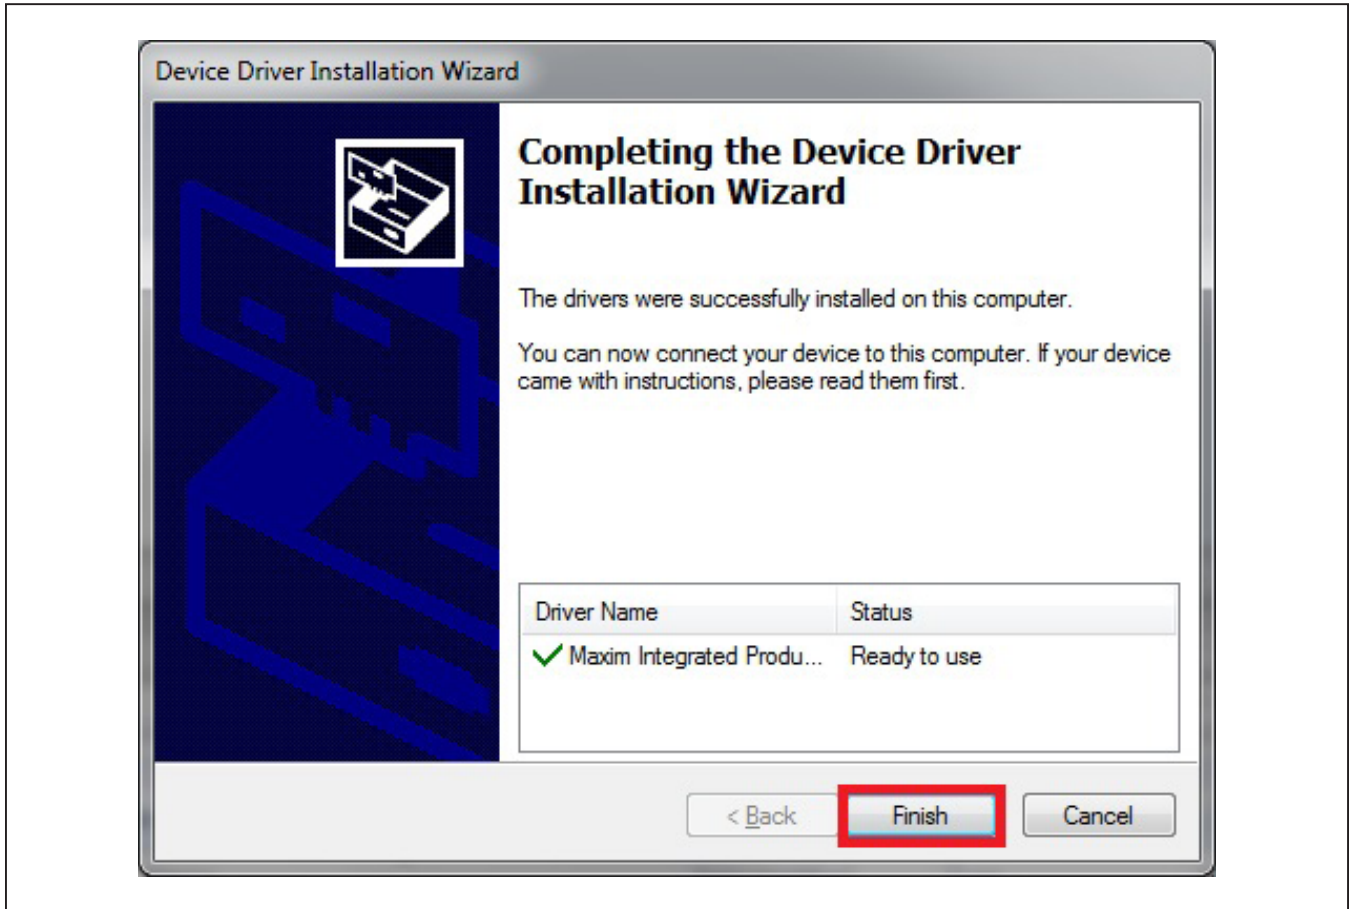 Device Driver Installation Wizard
Completing the Device Driver
Installation Wizard
The drivers were successfully installed on this computer.
You can now connect your device to this computer. If your device
came with instructions, please read them first.
Driver Name Status
Maxim Integrated Produ... Ready to use
< Back Finish Cancel